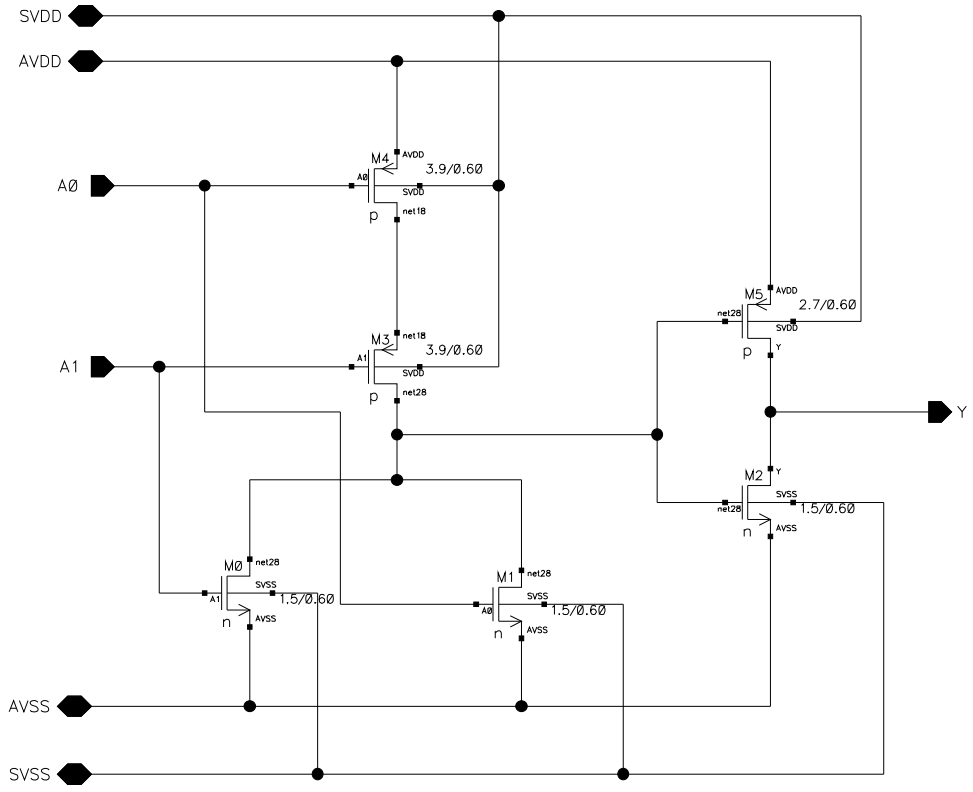 SVDD
AVDD
M4
AVDD
3.9/0.60
A0
A0
SVDD
net18
p
M5
AVDD
2.7/0.60
net28
SVDD
Y
p
M3
net18
3.9/0.60
A1
A1
SVDD
net28
p
Y
M2
Y
SVSS
1.5/0.60
net28
AVSS
n
M0
net28
SVSS
1.5/0.60
A1
AVSS
n
M1
net28
SVSS
1.5/0.60
A0
AVSS
n
AVSS
SVSS